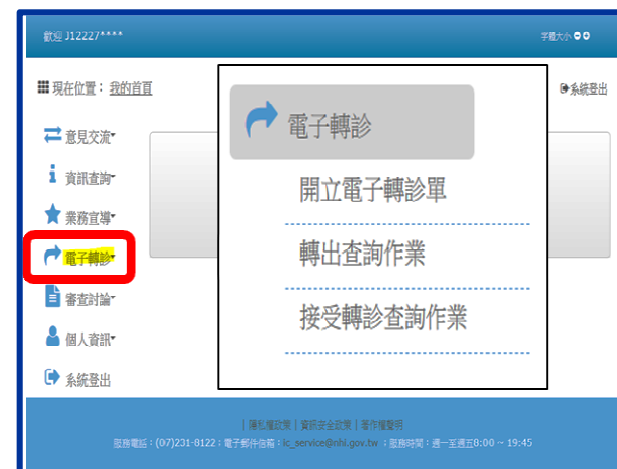 歡迎 J12227****
字體大小
現在位置： 我的首頁
系統登出
意見交流
資訊查詢
業務宣導
電子轉診
審查討論
個人資訊
系統登出
電子轉診
開立電子轉診單
轉出查詢作業
接受轉診查詢作業
| 隱私權政策 | 資訊安全政策 | 著作權聲明
服務電話：(07)231-8122；電子郵件信箱：ic_service@nhi.gov.tw ；服務時間：週一至週五8:00 ~ 19:45